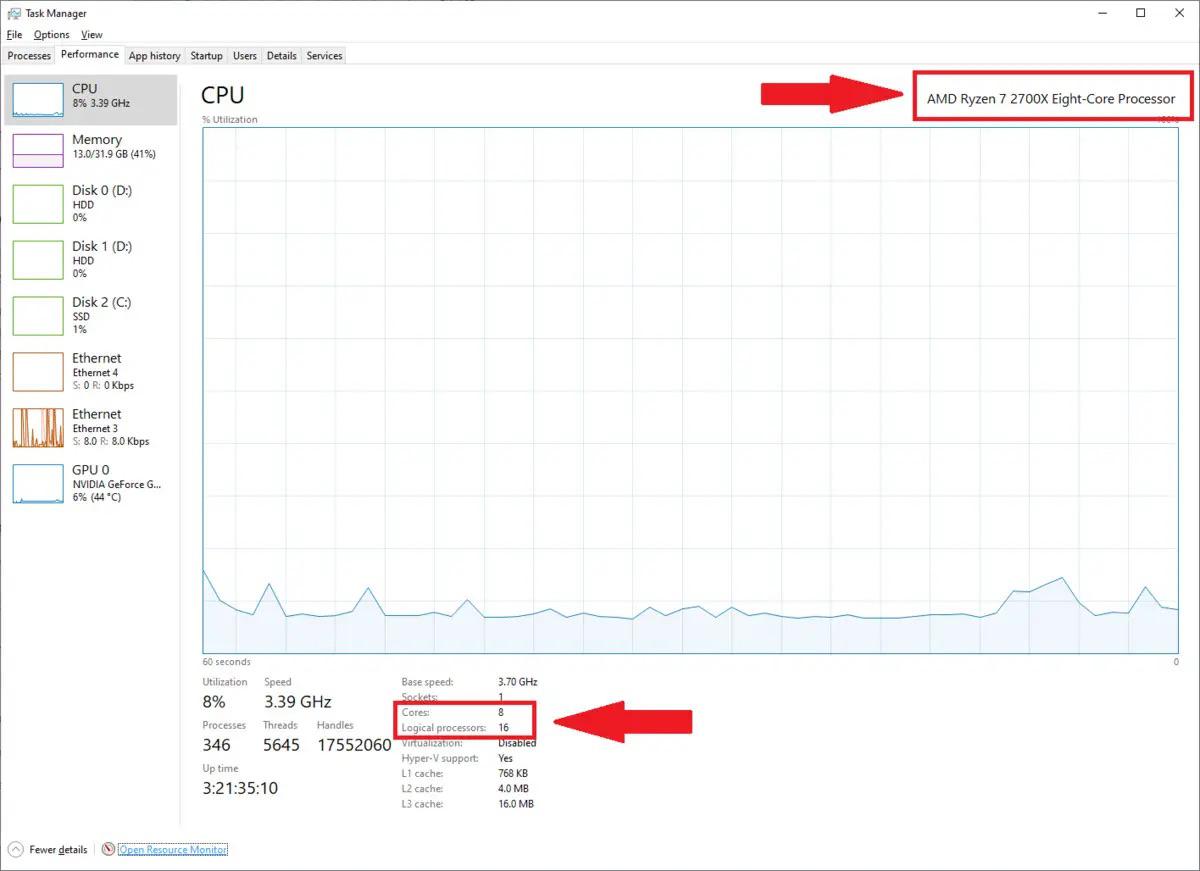 Task Manager
File Options View
Processes Performance App history Startup Users Details Services
CPU
8% 3.39 GHz
Memory
13.0/31.9 GB (41%)
Disk 0 (D:)
HDD
0%
Disk 1 (D:)
HDD
0%
Disk 2 (C:)
SSD
1%
Ethernet
Ethernet 4
S: 0 R: 0 Kbps
Ethernet
Ethernet 3
S: 8.0 R: 8.0 Kbps
GPU 0
NVIDIA GeForce G...
6% (44 °C)
CPU
AMD Ryzen 7 2700X Eight-Core Processor
% Utilization 100%
60 seconds 0
Utilization Speed
8% 3.39 GHz
Processes Threads Handles
346 5645 17552060
Up time
3:21:35:10
Base speed: 3.70 GHz
Sockets: 1
Cores: 8
Logical processors: 16
Virtualization: Disabled
Hyper-V support: Yes
L1 cache: 768 KB
L2 cache: 4.0 MB
L3 cache: 16.0 MB
Fewer details Open Resource Monitor